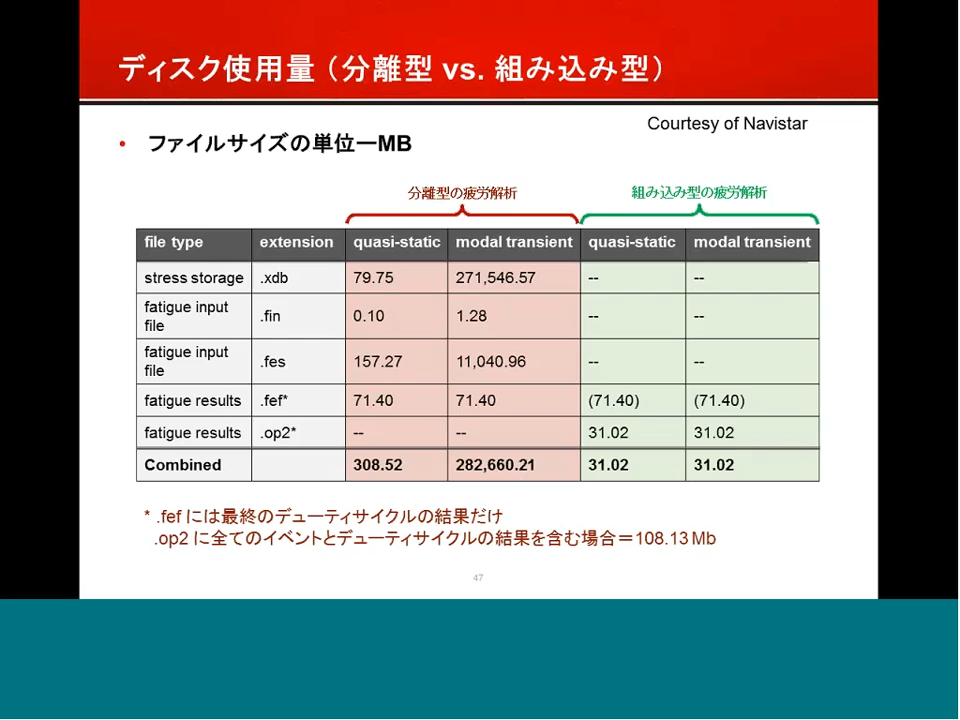 ディスク使用量（分離型 vs. 組み込み型）
Courtesy of Navistar
• ファイルサイズの単位ーMB
分離型の疲労解析 組み込み型の疲労解析
file type extension quasi-static modal transient quasi-static modal transient
stress storage .xdb 79.75 271,546.57 -- --
fatigue input
file .fin 0.10 1.28 -- --
fatigue input
file .fes 157.27 11,040.96 -- --
fatigue results .fef* 71.40 71.40 (71.40) (71.40)
fatigue results .op2* -- -- 31.02 31.02
Combined 308.52 282,660.21 31.02 31.02
* .fef には最終のデューティサイクルの結果だけ
.op2 に全てのイベントとデューティサイクルの結果を含む場合＝108.13 Mb
47